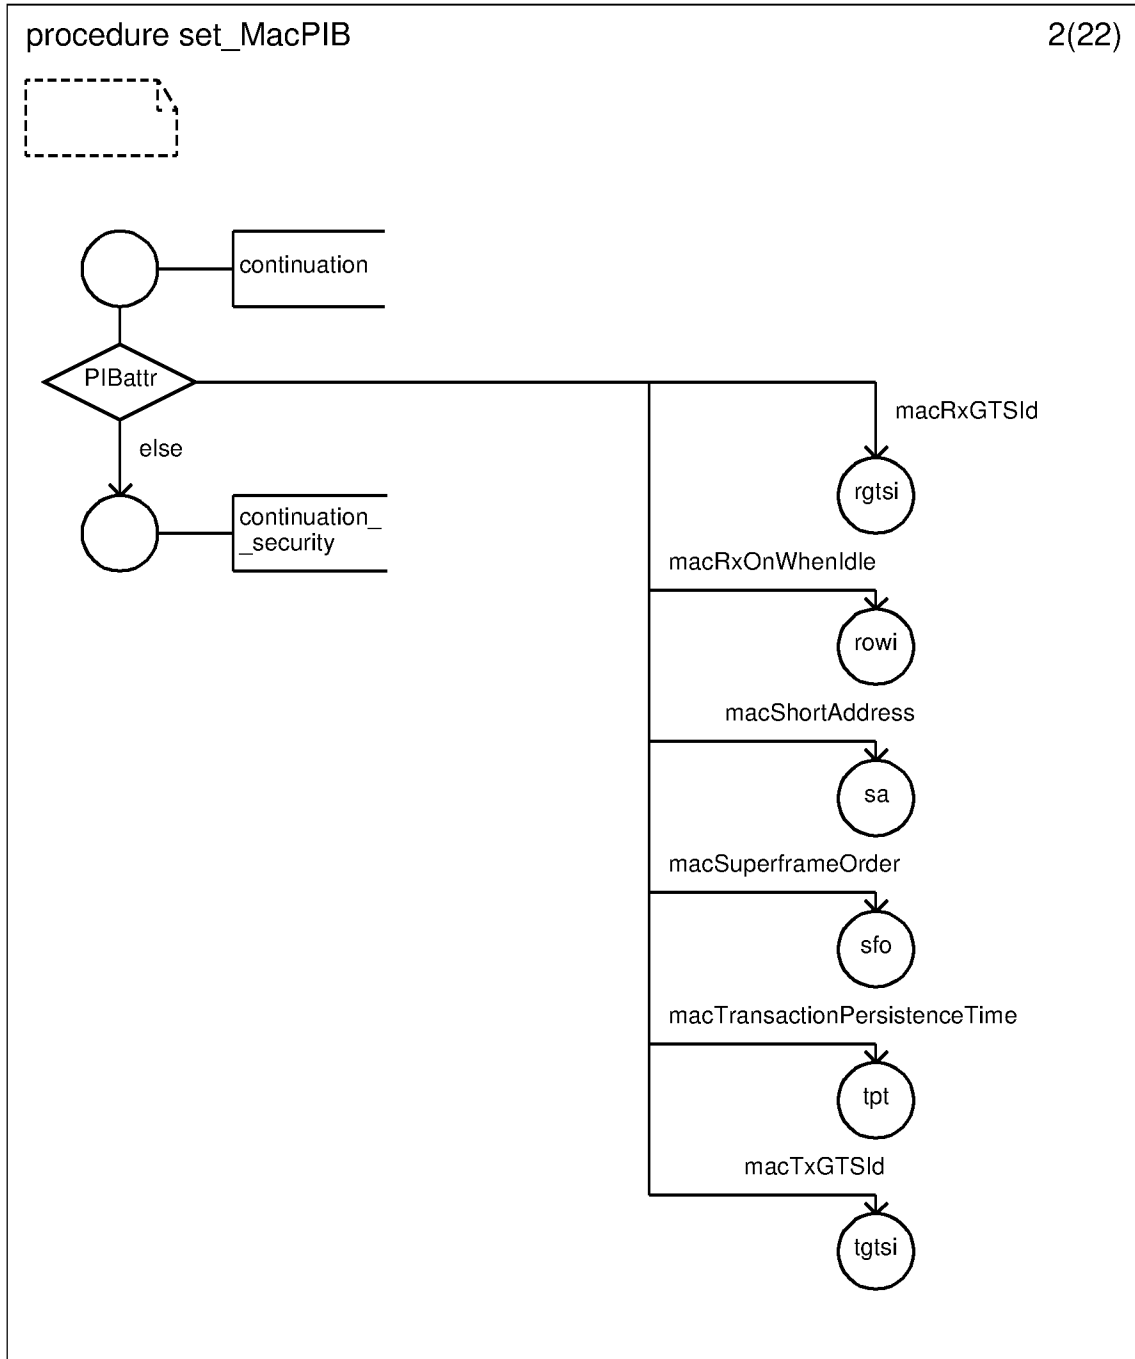 procedure set_MacPIB
2(22)
continuation
PIBattr
macRxGTSId
else
rgtsi
continuation_
_security
macRxOnWhenIdle
rowi
macShortAddress
sa
macSuperframeOrder
sfo
macTransactionPersistenceTime
tpt
macTxGTSId
tgtsi